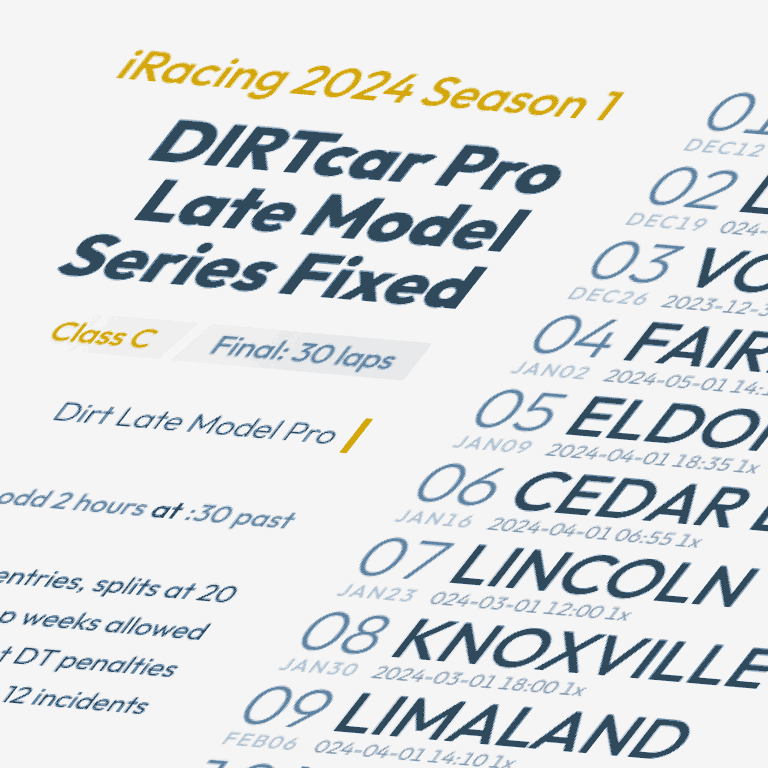 iRacing 2024 Season 1
DIRTcar Pro
Late Model
Series Fixed
Class C
Final: 30 laps
Dirt Late Model Pro
odd 2 hours at :30 past
entries, splits at 20
weeks allowed
DT penalties
12 incidents
01
DEC12
02
DEC19 024-
03 VO
DEC26 2023-12-3
04 FAIR
JAN02 2024-05-01 14:1
05 ELDO
JAN09 2024-04-01 18:35 1x
06 CEDAR
JAN16 2024-04-01 06:55 1x
07 LINCOLN
JAN23 024-03-01 12:00 1x
08 KNOXVILLE
JAN30 2024-03-01 18:00 1x
09 LIMALAND
FEB06 024-04-01 14:10 1x